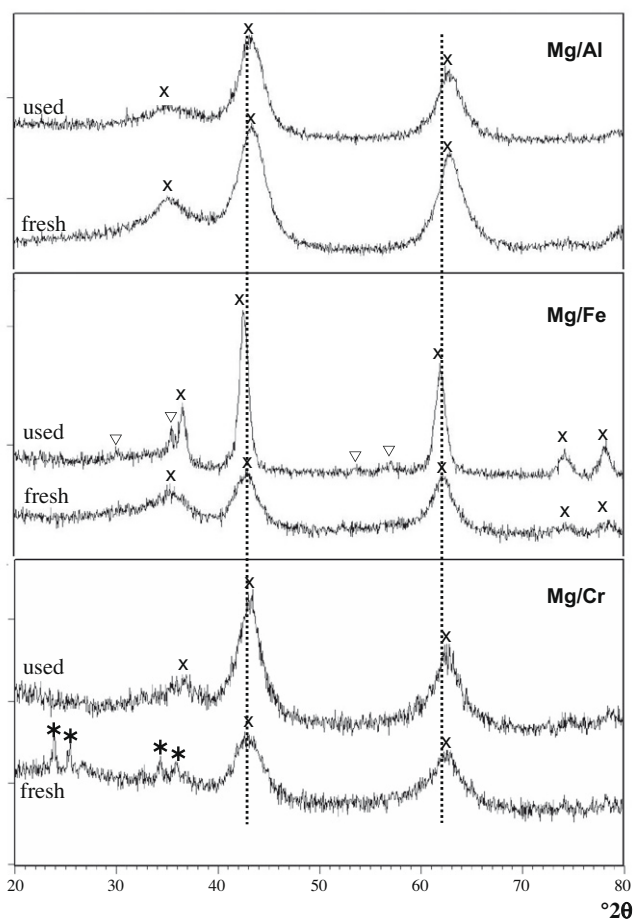 Mg/Al
x
x
x
used
x
x
x
fresh
Mg/Fe
x
x
x
▽
▽
▽
▽
x
x
used
x
x
x
x
x
fresh
Mg/Cr
x
x
x
used
*
*
*
*
x
x
fresh
20 30 40 50 60 70 80
°2θ